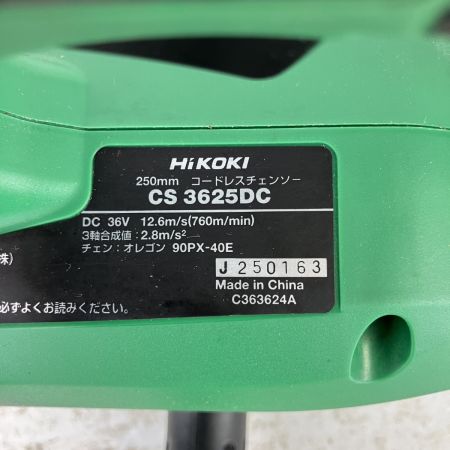 HiKOKI
250mm コードレスチェンソー
CS 3625DC
DC 36V 12.6m/s(760m/min)
3軸合成値：2.8m/s²
チェン：オレゴン 90PX-40E
株)
J250163
Made in China
C363624A
必ずよくお読みください。